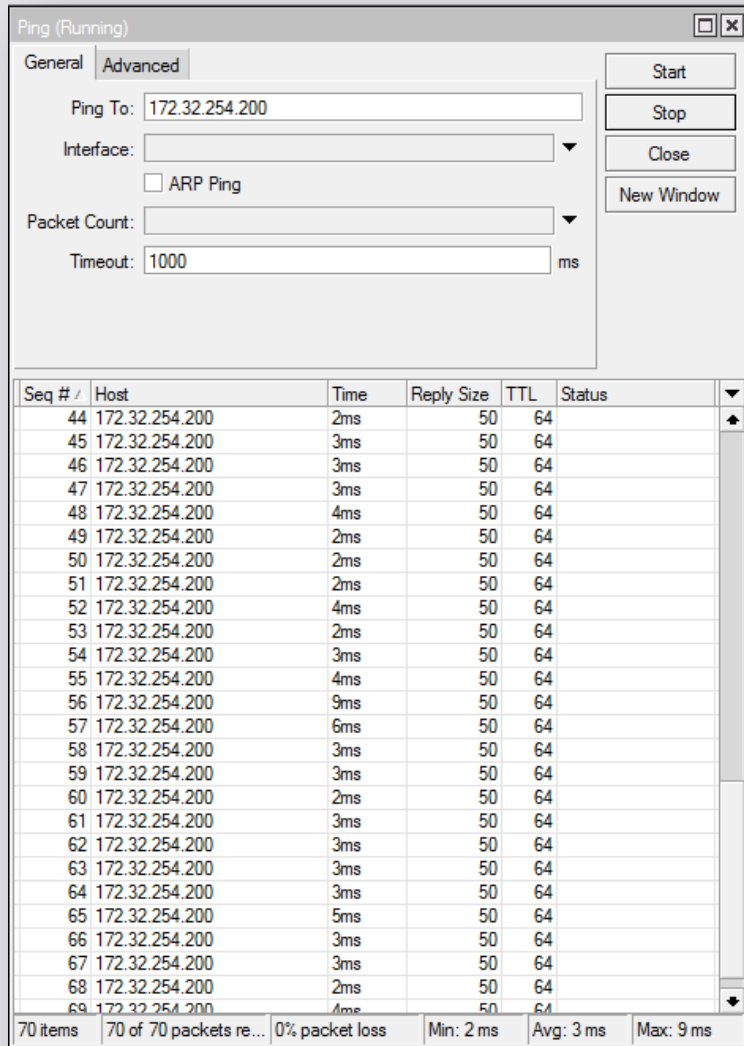 Ping (Running)
General Advanced
Start
Ping To: 172.32.254.200
Stop
Interface:
Close
ARP Ping
New Window
Packet Count:
Timeout: 1000 ms
Seq # Host Time Reply Size TTL Status
44 172.32.254.200 2ms 50 64
45 172.32.254.200 3ms 50 64
46 172.32.254.200 3ms 50 64
47 172.32.254.200 3ms 50 64
48 172.32.254.200 4ms 50 64
49 172.32.254.200 2ms 50 64
50 172.32.254.200 2ms 50 64
51 172.32.254.200 2ms 50 64
52 172.32.254.200 4ms 50 64
53 172.32.254.200 2ms 50 64
54 172.32.254.200 3ms 50 64
55 172.32.254.200 4ms 50 64
56 172.32.254.200 9ms 50 64
57 172.32.254.200 6ms 50 64
58 172.32.254.200 3ms 50 64
59 172.32.254.200 3ms 50 64
60 172.32.254.200 2ms 50 64
61 172.32.254.200 3ms 50 64
62 172.32.254.200 3ms 50 64
63 172.32.254.200 3ms 50 64
64 172.32.254.200 3ms 50 64
65 172.32.254.200 5ms 50 64
66 172.32.254.200 3ms 50 64
67 172.32.254.200 3ms 50 64
68 172.32.254.200 2ms 50 64
69 172.32.254.200 4ms 50 64
70 items 70 of 70 packets re... 0% packet loss Min: 2 ms Avg: 3 ms Max: 9 ms